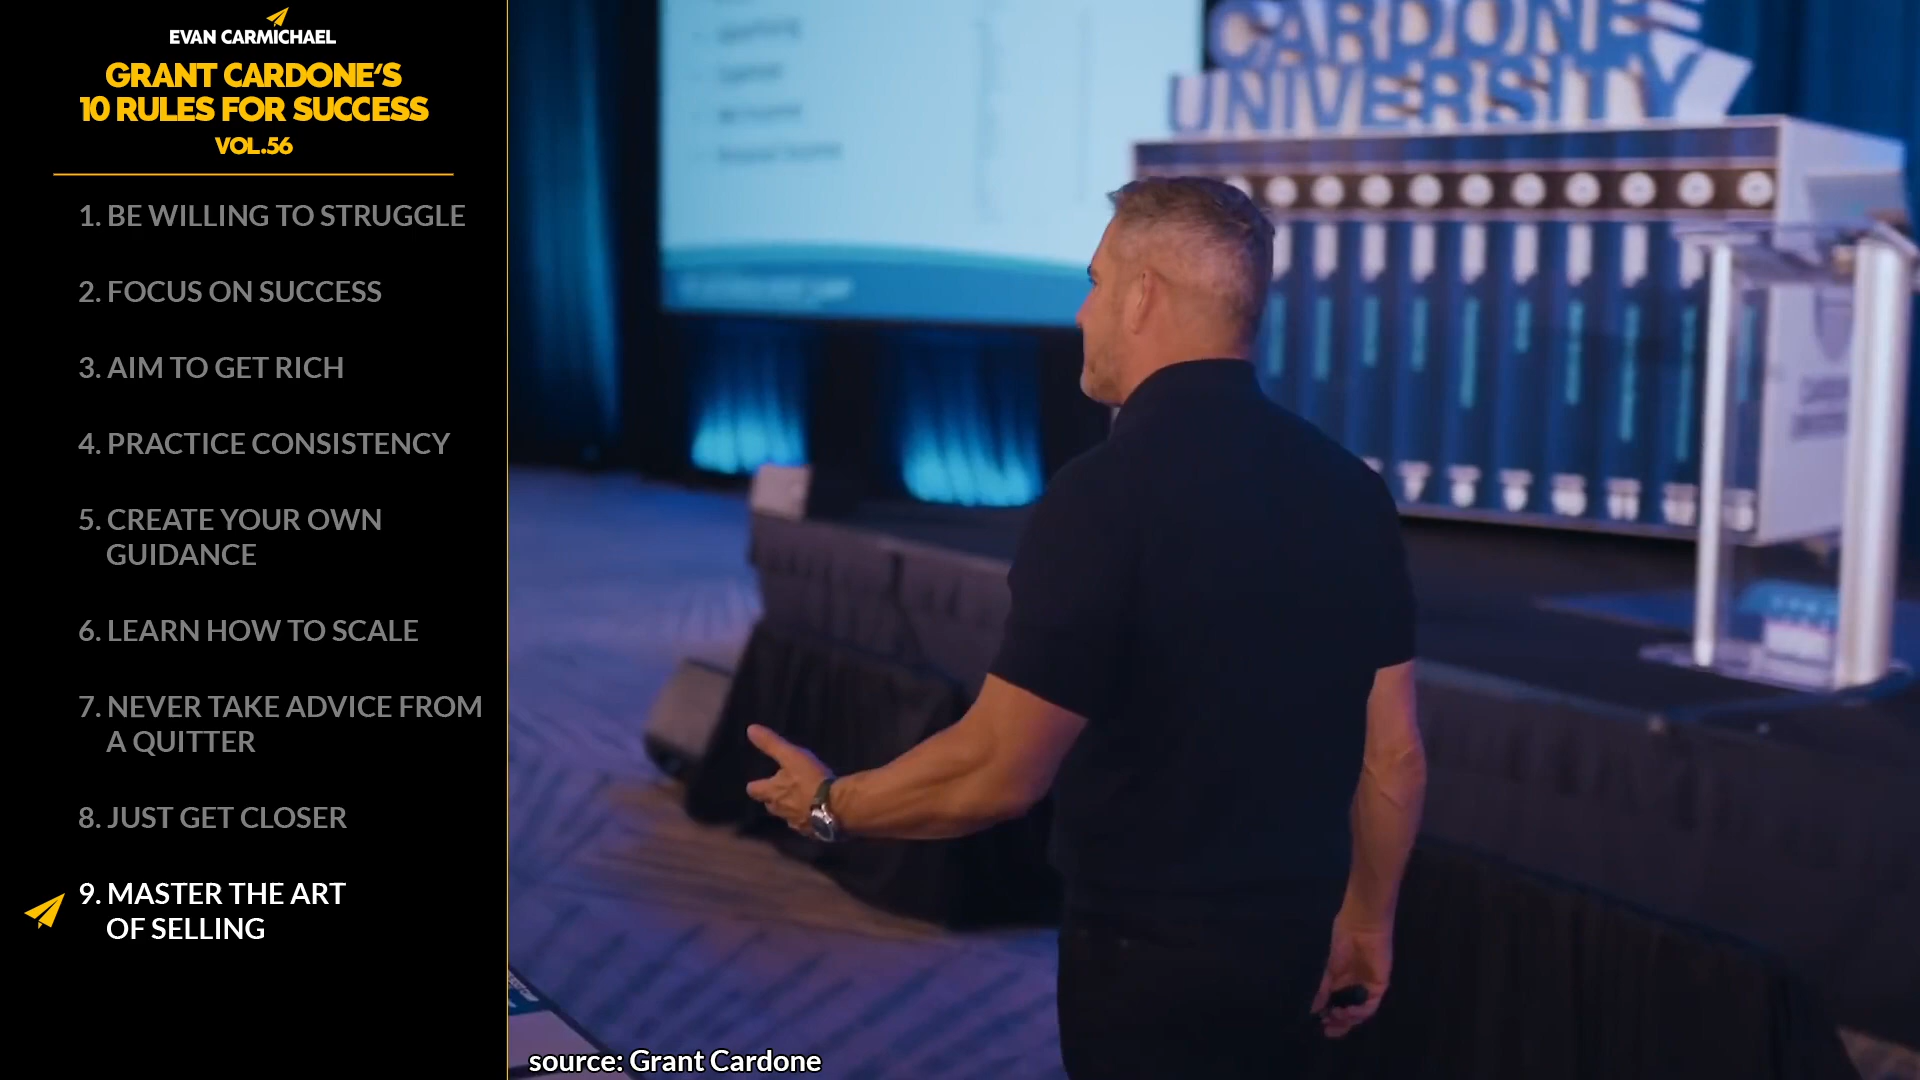 EVAN CARMICHAEL
GRANT CARDONE'S
10 RULES FOR SUCCESS
VOL.56
1. BE WILLING TO STRUGGLE
2. FOCUS ON SUCCESS
3. AIM TO GET RICH
4. PRACTICE CONSISTENCY
5. CREATE YOUR OWN
GUIDANCE
6. LEARN HOW TO SCALE
7. NEVER TAKE ADVICE FROM
A QUITTER
8. JUST GET CLOSER
9. MASTER THE ART
OF SELLING
CARDONE
UNIVERSITY
source: Grant Cardone